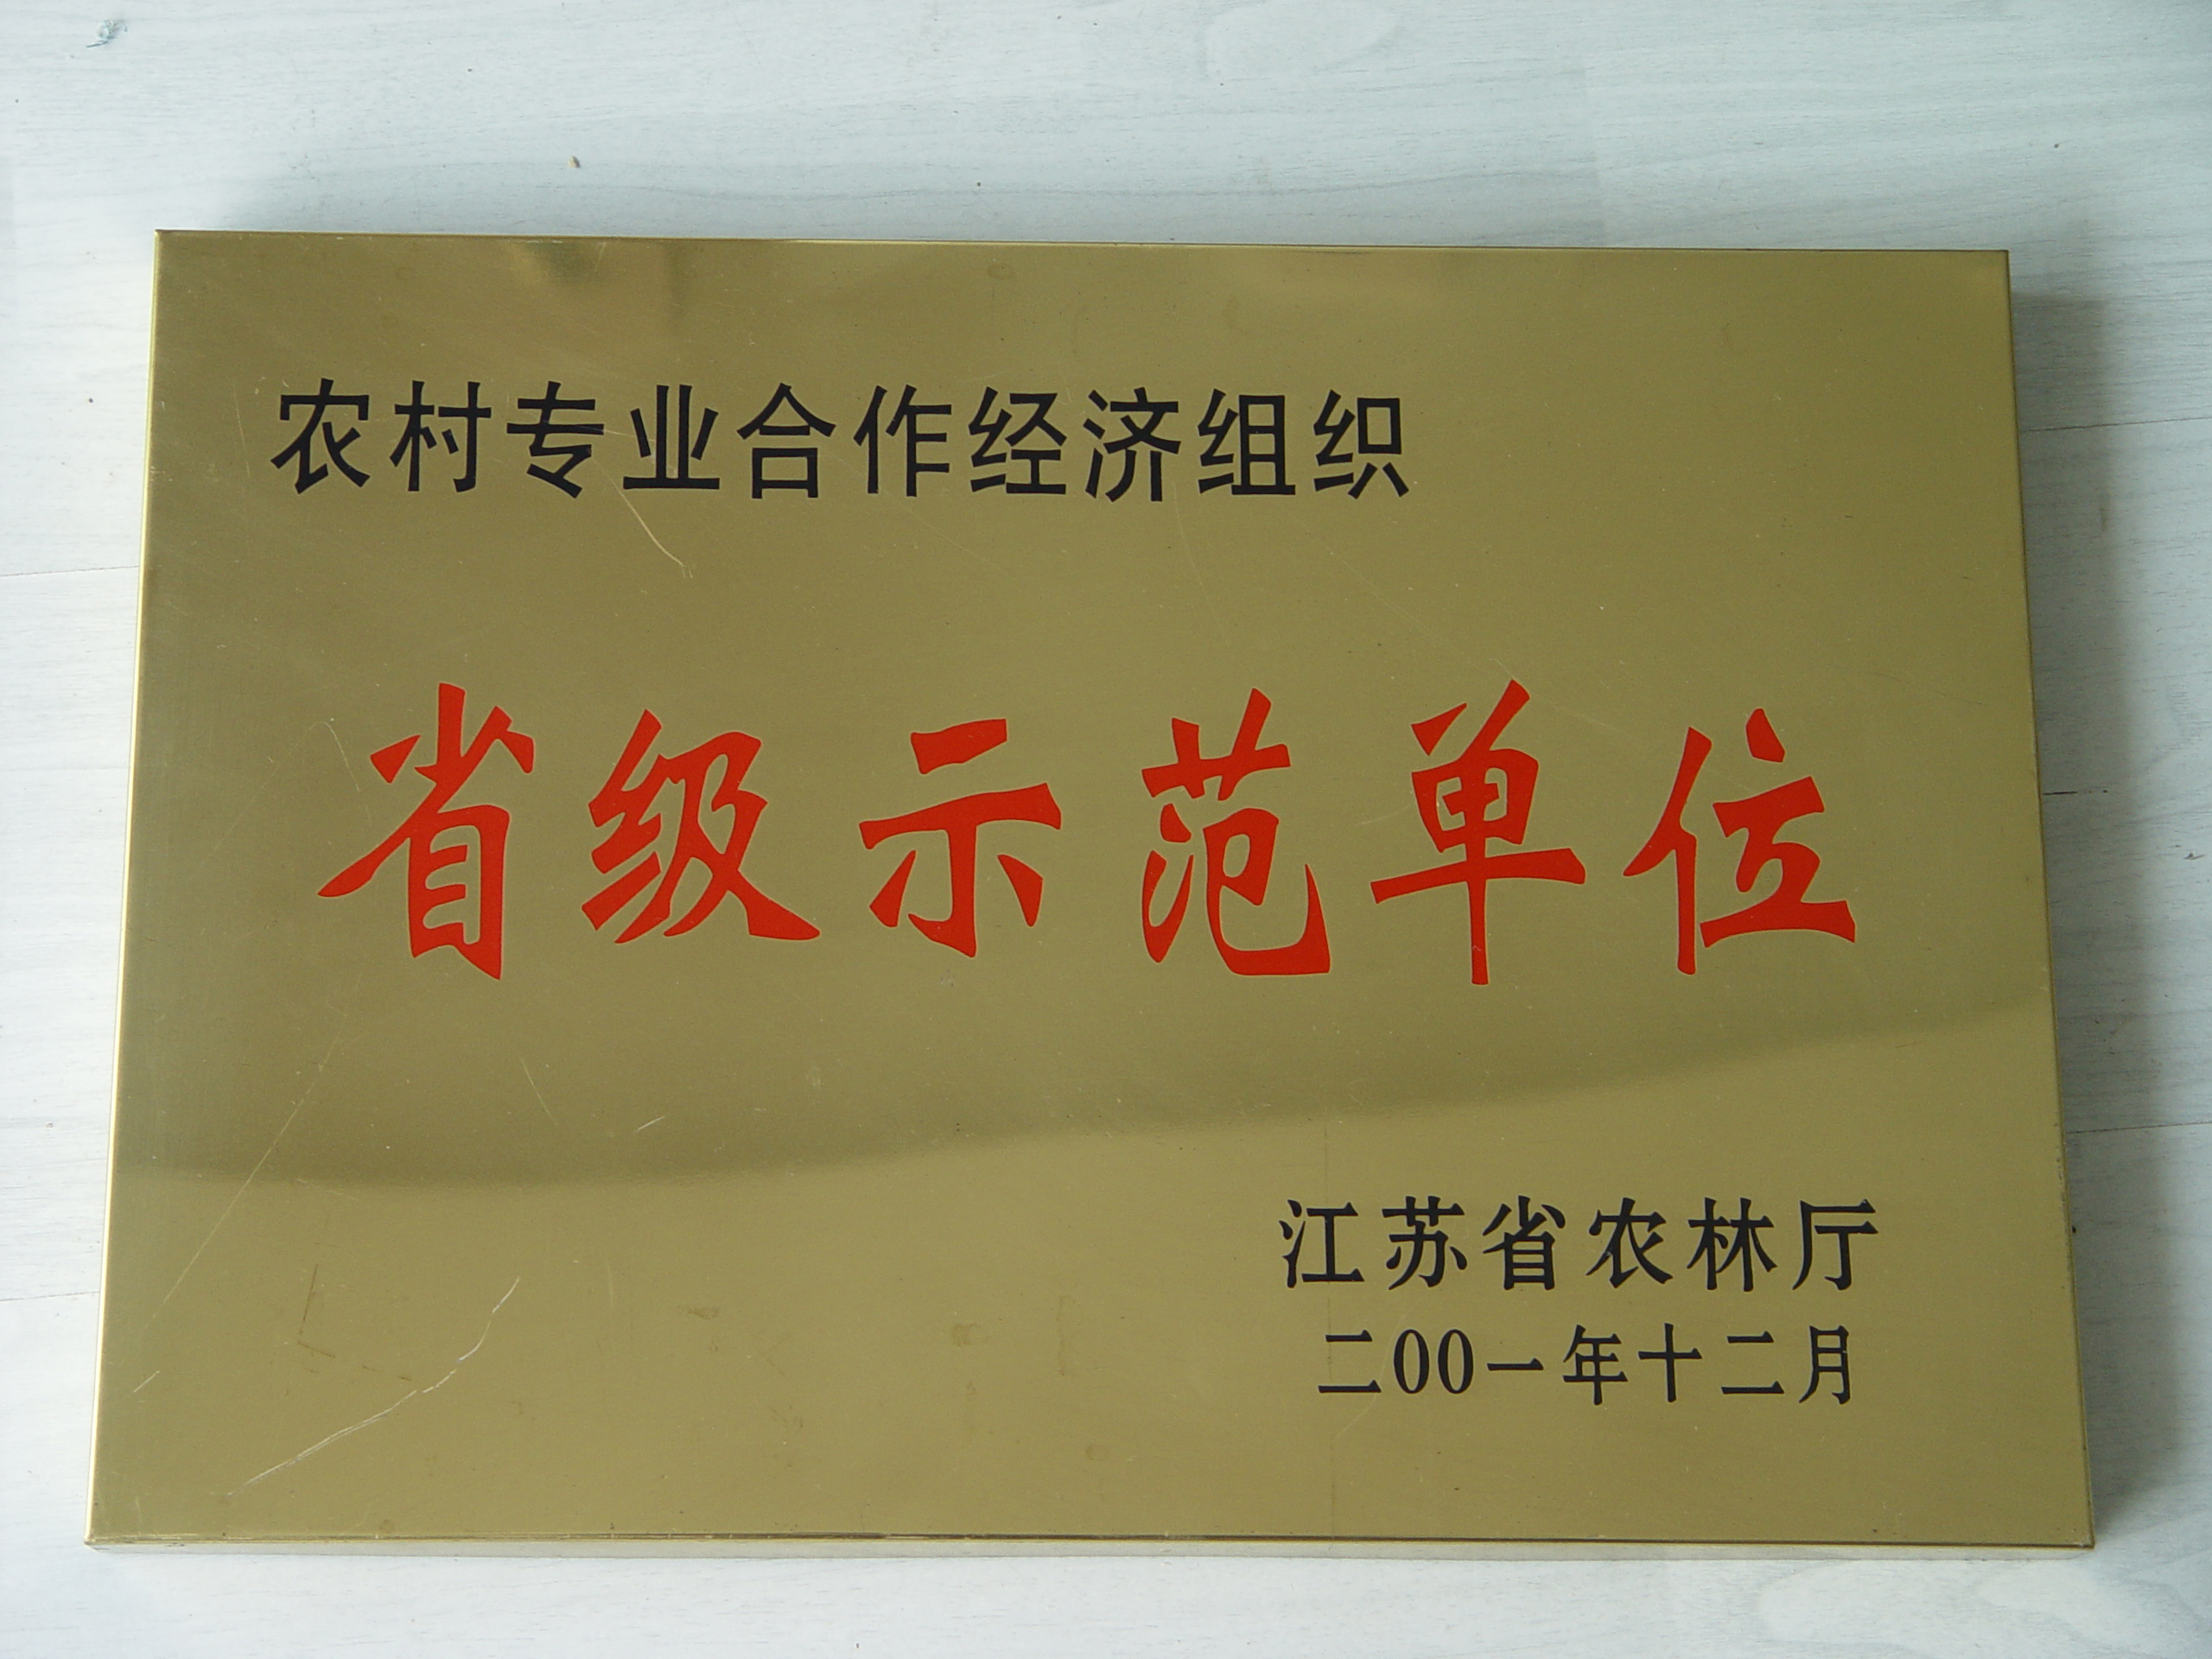 农村专业合作经济组织
省级示范单位
江苏省农林厅
二00一年十二月